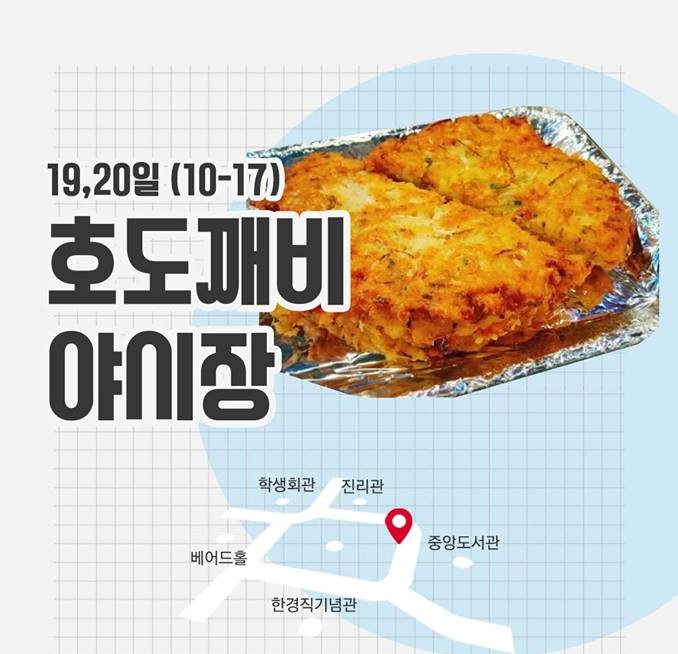 19,20일 (10-17)
호도깨비
야시장
학생회관
진리관
중앙도서관
베어드홀
한경직기념관